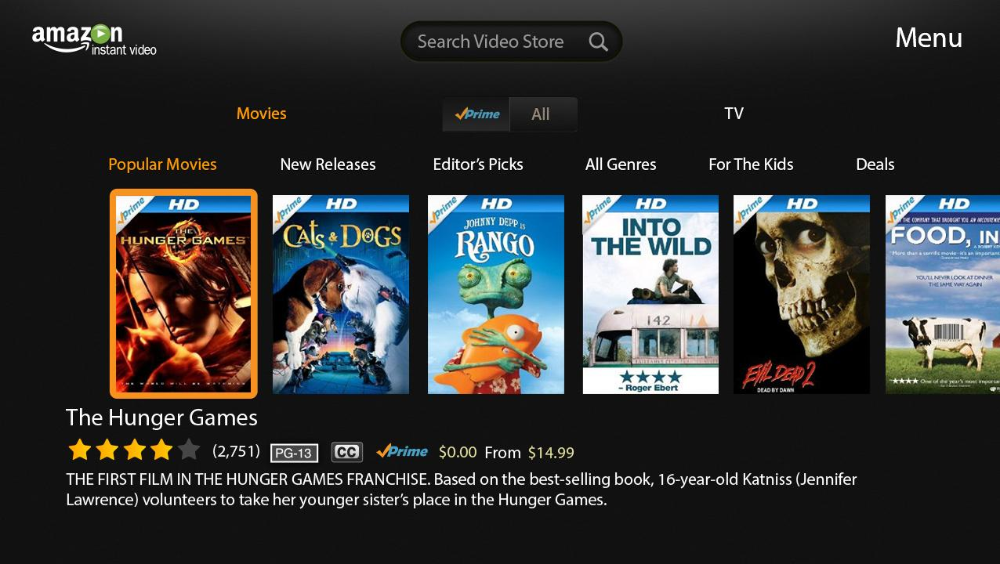 amazon
instant video
Search Video Store
Menu
Movies
Prime
All
TV
Popular Movies
New Releases
Editor's Picks
All Genres
For The Kids
Deals
Prime HD
THE
HUNGER GAMES
THE WORLD WILL BE WATCHING
Prime HD
CATS & DOGS
Prime HD
JOHNNY DEPP IS
RANGO
Prime HD
INTO
THE WILD
142
★★★★
– Roger Ebert
Prime HD
EVIL DEAD 2
DEAD BY DAWN
Prime HD
THE COMPANY THAT BROUGHT YOU AN
FOOD, IN
"More than a terrific movie–it's an important
YOU'LL NEVER LOOK AT DINNER
THE SAME WAY AGAIN
★★★★ One of the year's most important
The Hunger Games
(2,751) PG-13 CC Prime $0.00 From $14.99
THE FIRST FILM IN THE HUNGER GAMES FRANCHISE. Based on the best-selling book, 16-year-old Katniss (Jennifer
Lawrence) volunteers to take her younger sister's place in the Hunger Games.